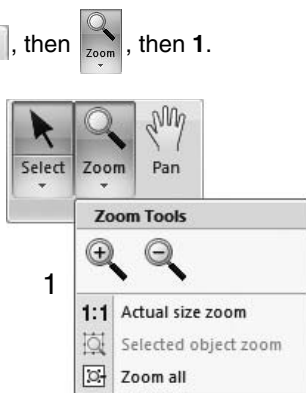 , then Zoom , then 1.
Select Zoom Pan
Zoom Tools
1
1:1 Actual size zoom
Selected object zoom
Zoom all